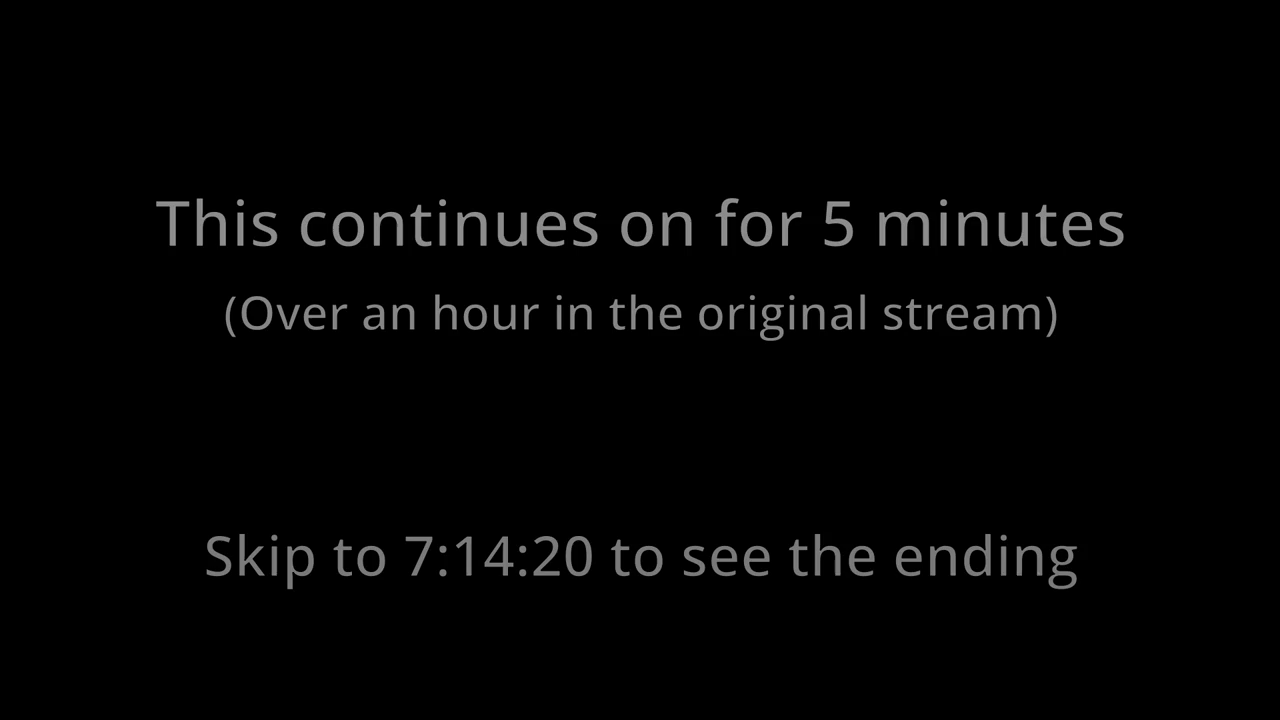 This continues on for 5 minutes
(Over an hour in the original stream)
Skip to 7:14:20 to see the ending